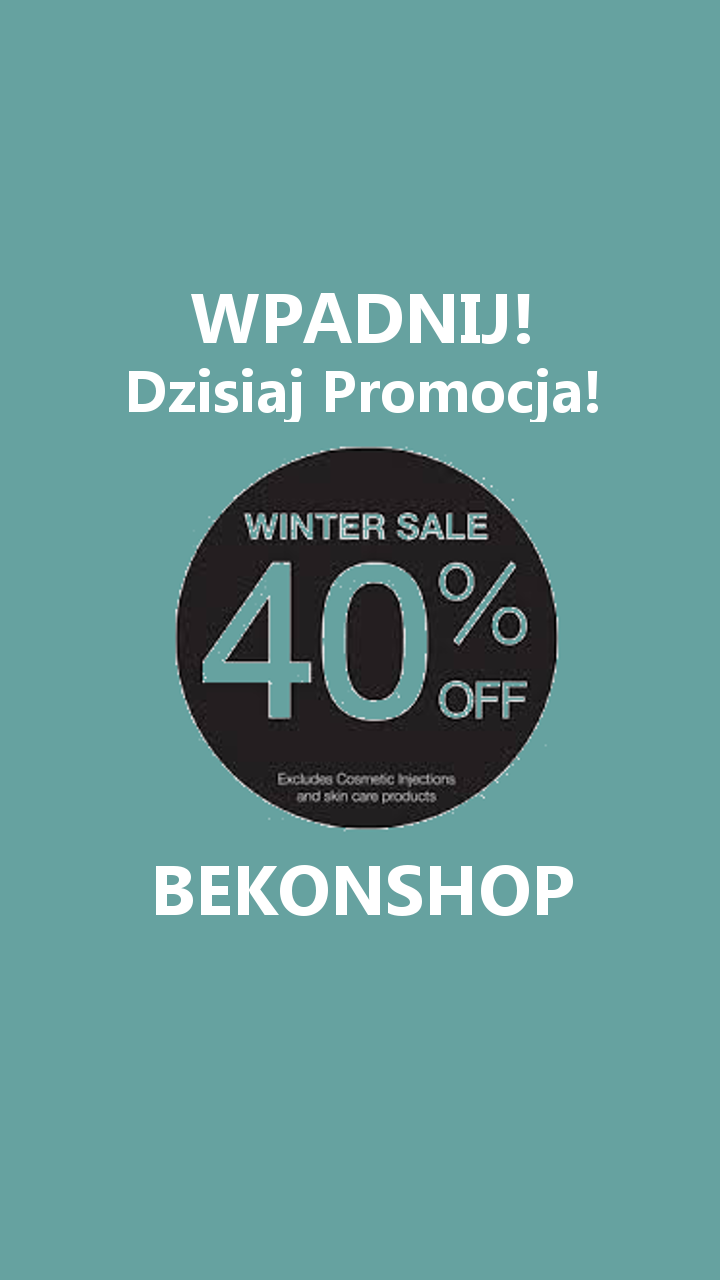 WPADNIJ!
Dzisiaj Promocja!
WINTER SALE
40%
OFF
Excludes Cosmetic Injections
and skin care products
BEKONSHOP